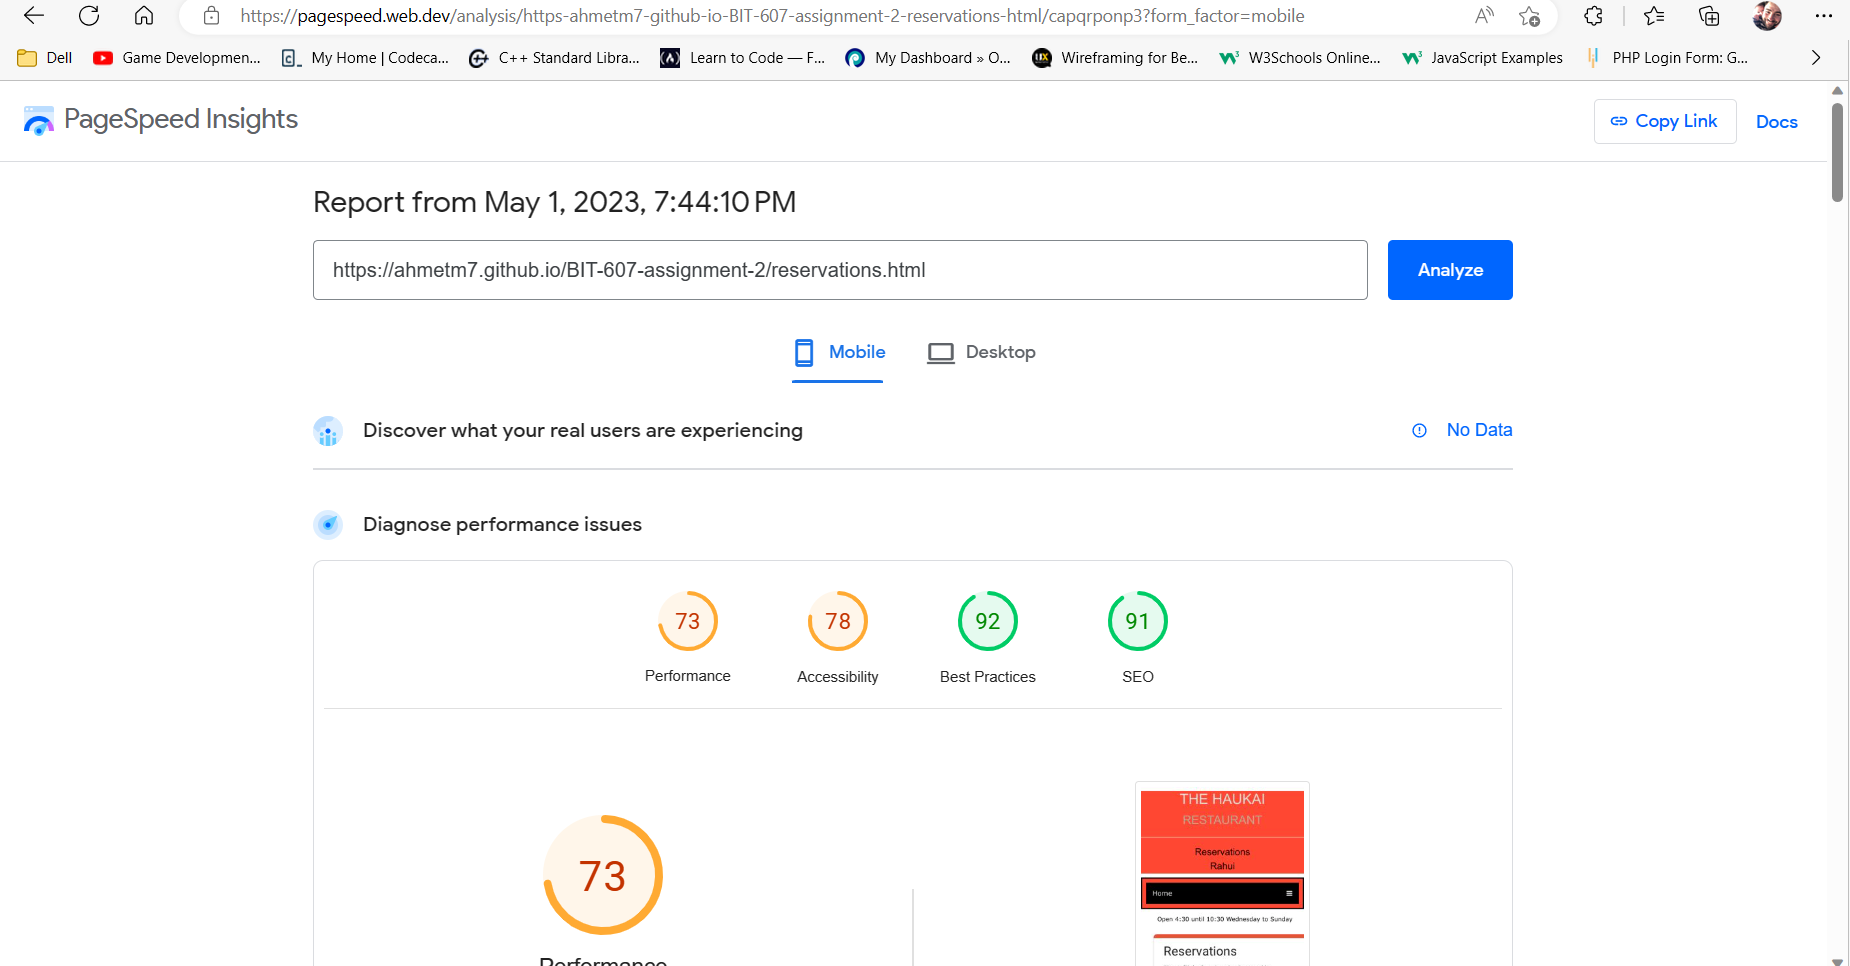 https://pagespeed.web.dev/analysis/https-ahmetm7-github-io-BIT-607-assignment-2-reservations-html/capqrponp3?form_factor=mobile
Dell Game Developmen... My Home | Codeca... C++ Standard Libra... Learn to Code — F... My Dashboard » O... Wireframing for Be... W3Schools Online... JavaScript Examples PHP Login Form: G...
PageSpeed Insights Copy Link Docs
Report from May 1, 2023, 7:44:10 PM
https://ahmetm7.github.io/BIT-607-assignment-2/reservations.html Analyze
Mobile Desktop
Discover what your real users are experiencing No Data
Diagnose performance issues
73 78 92 91
Performance Accessibility Best Practices SEO
THE HAUKAI
RESTAURANT
Reservations
Rahui
Home
Open 4:30 until 10:30 Wednesday to Sunday
Reservations
73
Performance